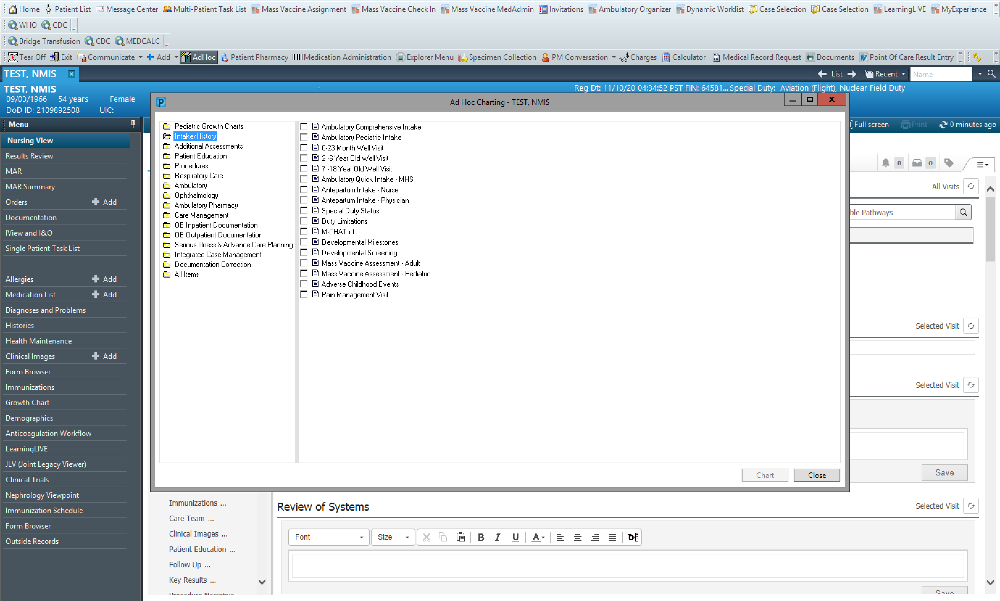 Home Patient List Message Center Multi-Patient Task List Mass Vaccine Assignment Mass Vaccine Check In Mass Vaccine MedAdmin Invitations Ambulatory Organizer Dynamic Worklist Case Selection Case Selection LearningLIVE MyExperience
WHO CDC
Bridge Transfusion CDC MEDCALC
Tear Off Exit Communicate Add AdHoc Patient Pharmacy Medication Administration Explorer Menu Specimen Collection PM Conversation Charges Calculator Medical Record Request Documents Point Of Care Result Entry
TEST, NMIS
List Recent Name
TEST, NMIS - Reg Dt: 11/10/20 04:34:52 PST FIN: 64581... Special Duty: Aviation (Flight), Nuclear Field Duty
09/03/1966 54 years Female
DoD ID: 2109892508 UIC:
Menu
Full screen Print 0 minutes ago
Nursing View
Results Review
MAR
MAR Summary
Orders Add
Documentation
IView and I&O
Single Patient Task List
Allergies Add
Medication List Add
Diagnoses and Problems
Histories
Health Maintenance
Clinical Images Add
Form Browser
Immunizations
Growth Chart
Demographics
Anticoagulation Workflow
LearningLIVE
JLV (Joint Legacy Viewer)
Clinical Trials
Nephrology Viewpoint
Immunization Schedule
Form Browser
Outside Records
Ad Hoc Charting - TEST, NMIS
Pediatric Growth Charts
Intake/History
Additional Assessments
Patient Education
Procedures
Respiratory Care
Ambulatory
Ophthalmology
Ambulatory Pharmacy
Care Management
OB Inpatient Documentation
OB Outpatient Documentation
Serious Illness & Advance Care Planning
Integrated Case Management
Documentation Correction
All Items
Ambulatory Comprehensive Intake
Ambulatory Pediatric Intake
0-23 Month Well Visit
2 -6 Year Old Well Visit
7 -18 Year Old Well Visit
Ambulatory Quick Intake - MHS
Antepartum Intake - Nurse
Antepartum Intake - Physician
Special Duty Status
Duty Limitations
M-CHAT r f
Developmental Milestones
Developmental Screening
Mass Vaccine Assessment - Adult
Mass Vaccine Assessment - Pediatric
Adverse Childhood Events
Pain Management Visit
Chart Close
0 0
All Visits
Pathways
Selected Visit
Selected Visit
Save
Immunizations ...
Care Team ...
Clinical Images ...
Patient Education ...
Follow Up ...
Key Results ...
Procedure Narrative
Review of Systems
Selected Visit
Font Size B I U A
Save